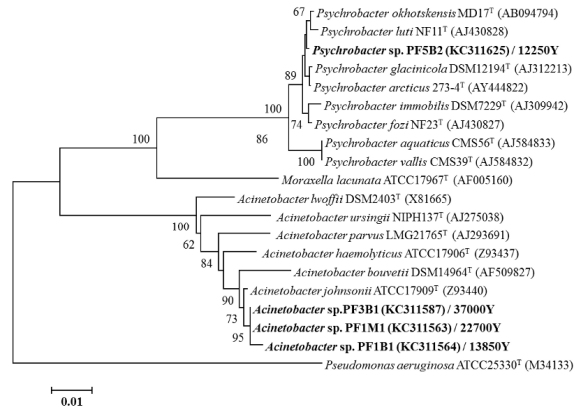 67
Psychrobacter okhotskensis MD17ᵀ (AB094794)
Psychrobacter luti NF11ᵀ (AJ430828)
Psychrobacter sp. PF5B2 (KC311625) / 12250Y
89
Psychrobacter glacinicola DSM12194ᵀ (AJ312213)
Psychrobacter arcticus 273-4ᵀ (AY444822)
100
Psychrobacter immobilis DSM7229ᵀ (AJ309942)
74
Psychrobacter fozi NF23ᵀ (AJ430827)
100
86
Psychrobacter aquaticus CMS56ᵀ (AJ584833)
100
Psychrobacter vallis CMS39ᵀ (AJ584832)
Moraxella lacunata ATCC17967ᵀ (AF005160)
Acinetobacter lwoffii DSM2403ᵀ (X81665)
100
Acinetobacter ursingii NIPH137ᵀ (AJ275038)
62
Acinetobacter parvus LMG21765ᵀ (AJ293691)
84
Acinetobacter haemolyticus ATCC17906ᵀ (Z93437)
Acinetobacter bouvetii DSM14964ᵀ (AF509827)
90
Acinetobacter johnsonii ATCC17909ᵀ (Z93440)
73
Acinetobacter sp.PF3B1 (KC311587) / 37000Y
Acinetobacter sp. PF1M1 (KC311563) / 22700Y
95
Acinetobacter sp. PF1B1 (KC311564) / 13850Y
Pseudomonas aeruginosa ATCC25330ᵀ (M34133)
0.01